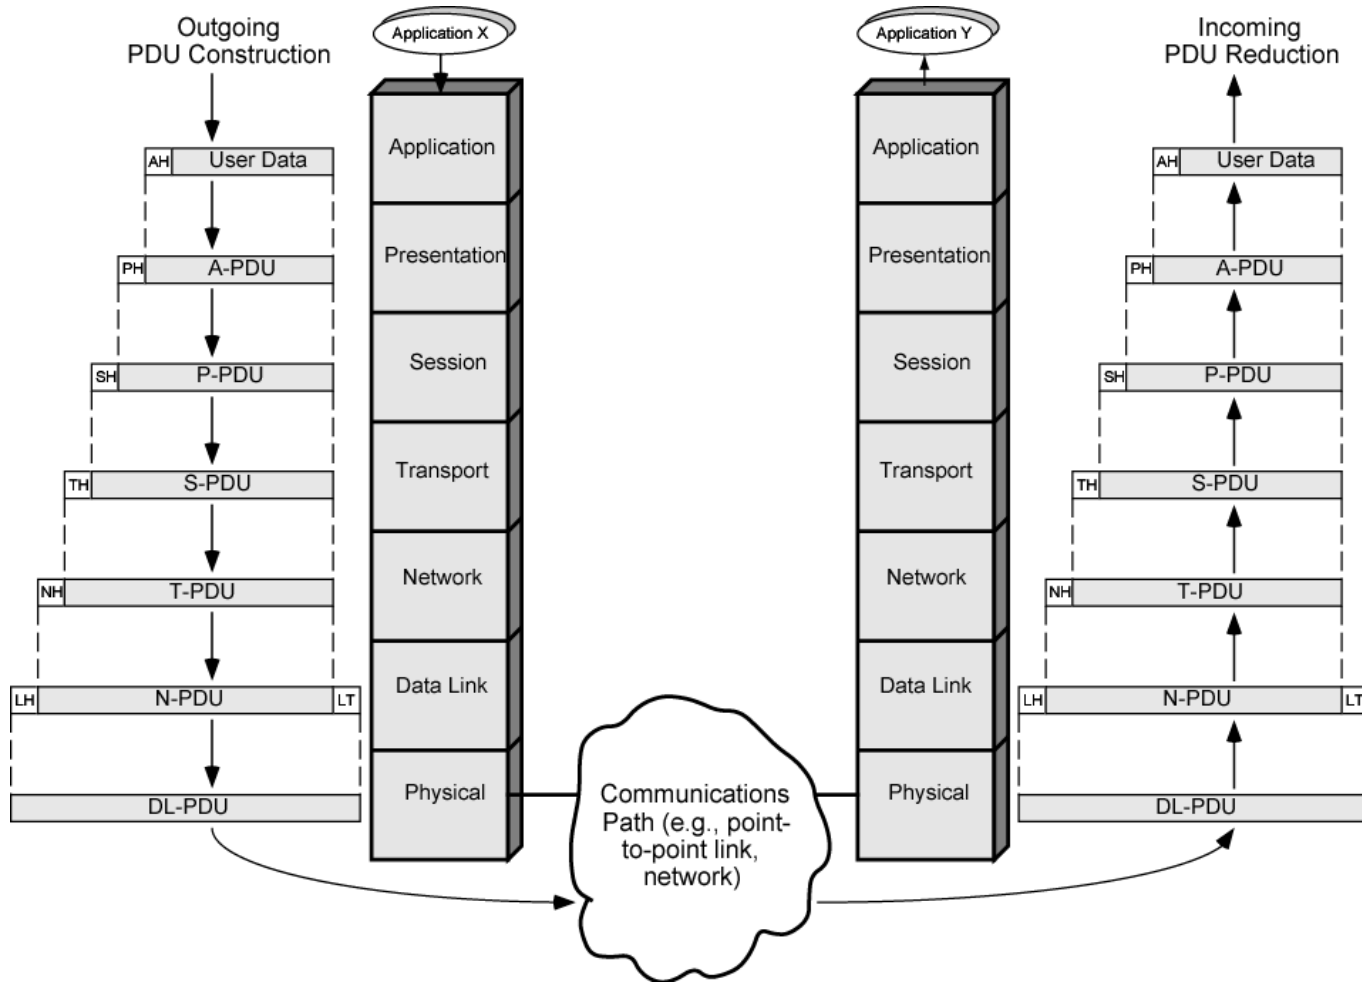 Outgoing
PDU Construction
Application X
Application Y
Incoming
PDU Reduction
AH
User Data
Application
Application
AH
User Data
PH
A-PDU
Presentation
Presentation
PH
A-PDU
SH
P-PDU
Session
Session
SH
P-PDU
TH
S-PDU
Transport
Transport
TH
S-PDU
NH
T-PDU
Network
Network
NH
T-PDU
LH
N-PDU
LT
Data Link
Data Link
LH
N-PDU
LT
DL-PDU
Physical
Communications
Path (e.g., point-
to-point link,
network)
Physical
DL-PDU